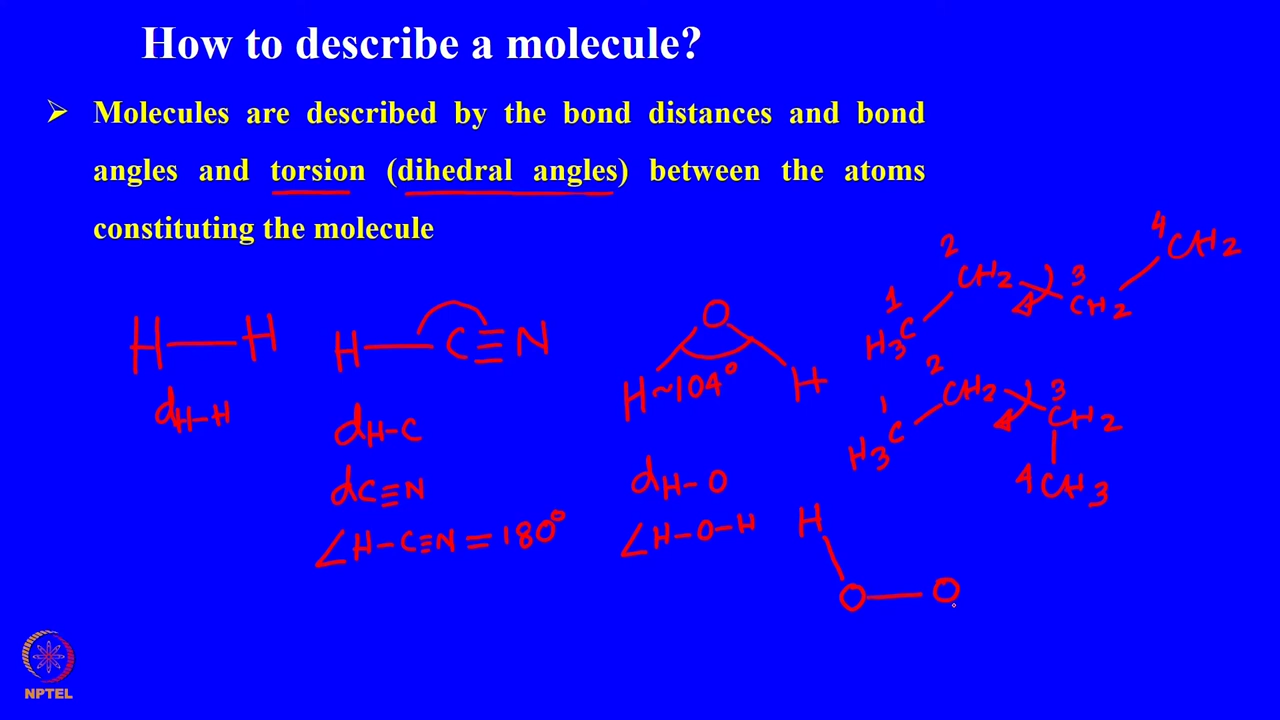 How to describe a molecule?
➢ Molecules are described by the bond distances and bond
angles and torsion (dihedral angles) between the atoms
constituting the molecule
H—H
dH-H
H—C≡N
dH-C
dC≡N
∠H-C≡N=180°
O
H ~104° H
dH-O
∠H-O-H
1 2 3 4
H3C CH2 CH2 CH2
1 2 3
H3C CH2 CH2
4 CH3
H
O—O
NPTEL